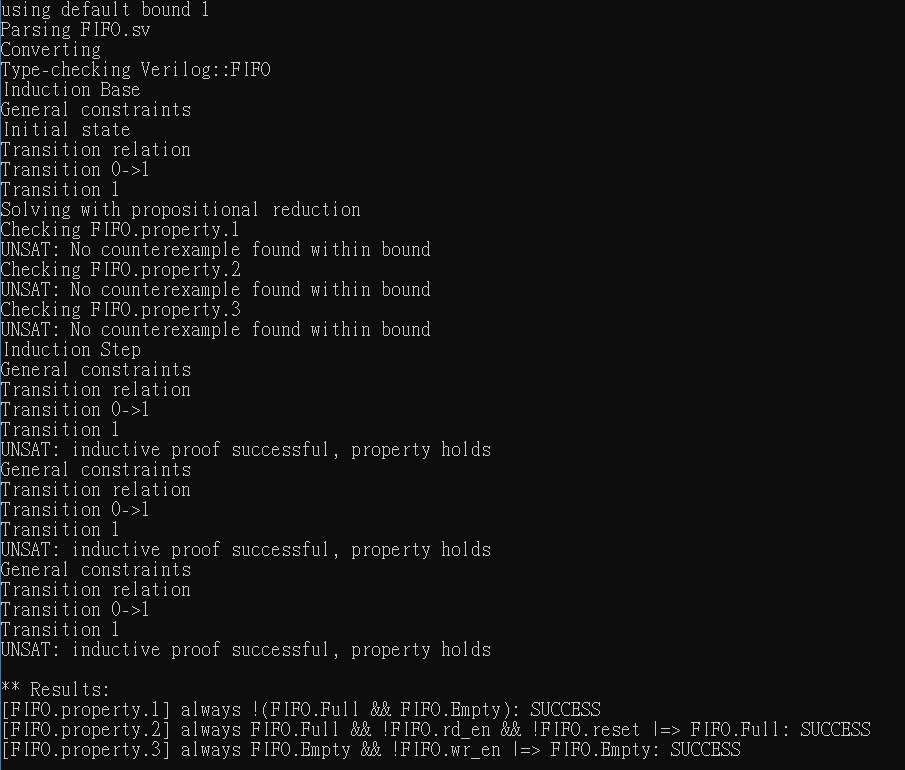 using default bound 1
Parsing FIFO.sv
Converting
Type-checking Verilog::FIFO
Induction Base
General constraints
Initial state
Transition relation
Transition 0->1
Transition 1
Solving with propositional reduction
Checking FIFO.property.1
UNSAT: No counterexample found within bound
Checking FIFO.property.2
UNSAT: No counterexample found within bound
Checking FIFO.property.3
UNSAT: No counterexample found within bound
Induction Step
General constraints
Transition relation
Transition 0->1
Transition 1
UNSAT: inductive proof successful, property holds
General constraints
Transition relation
Transition 0->1
Transition 1
UNSAT: inductive proof successful, property holds
General constraints
Transition relation
Transition 0->1
Transition 1
UNSAT: inductive proof successful, property holds

** Results:
[FIFO.property.1] always !(FIFO.Full && FIFO.Empty): SUCCESS
[FIFO.property.2] always FIFO.Full && !FIFO.rd_en && !FIFO.reset |=> FIFO.Full: SUCCESS
[FIFO.property.3] always FIFO.Empty && !FIFO.wr_en |=> FIFO.Empty: SUCCESS